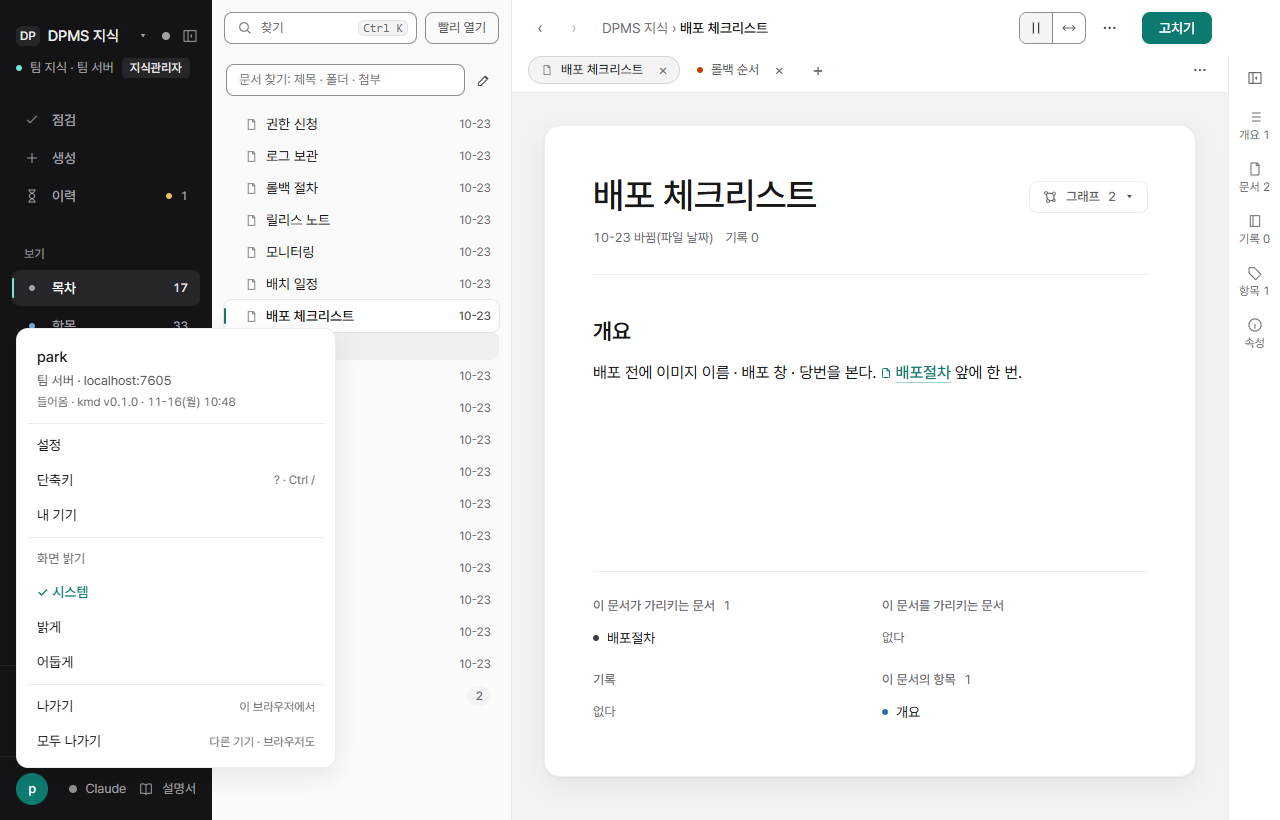 DP DPMS 지식
팀 지식 · 팀 서버 지식관리자
점검
생성
이력 1
보기
목차 17
항목 33
park
팀 서버 · localhost:7605
들어옴 · kmd v0.1.0 · 11-16(월) 10:48
설정
단축키 ? · Ctrl /
내 기기
화면 밝기
시스템
밝게
어둡게
나가기 이 브라우저에서
모두 나가기 다른 기기 · 브라우저도
p Claude 설명서
찾기 Ctrl K 빨리 열기
문서 찾기: 제목 · 폴더 · 첨부
권한 신청 10-23
로그 보관 10-23
롤백 절차 10-23
릴리스 노트 10-23
모니터링 10-23
배치 일정 10-23
배포 체크리스트 10-23
10-23
10-23
10-23
10-23
10-23
10-23
10-23
10-23
10-23
10-23
2
‹ › DPMS 지식 › 배포 체크리스트
고치기
배포 체크리스트 × 롤백 순서 × +
배포 체크리스트
그래프 2
10-23 바뀜(파일 날짜) 기록 0
개요
배포 전에 이미지 이름 · 배포 창 · 당번을 본다. 배포절차 앞에 한 번.
이 문서가 가리키는 문서 1
배포절차
이 문서를 가리키는 문서
없다
기록
없다
이 문서의 항목 1
개요
개요 1
문서 2
기록 0
항목 1
속성